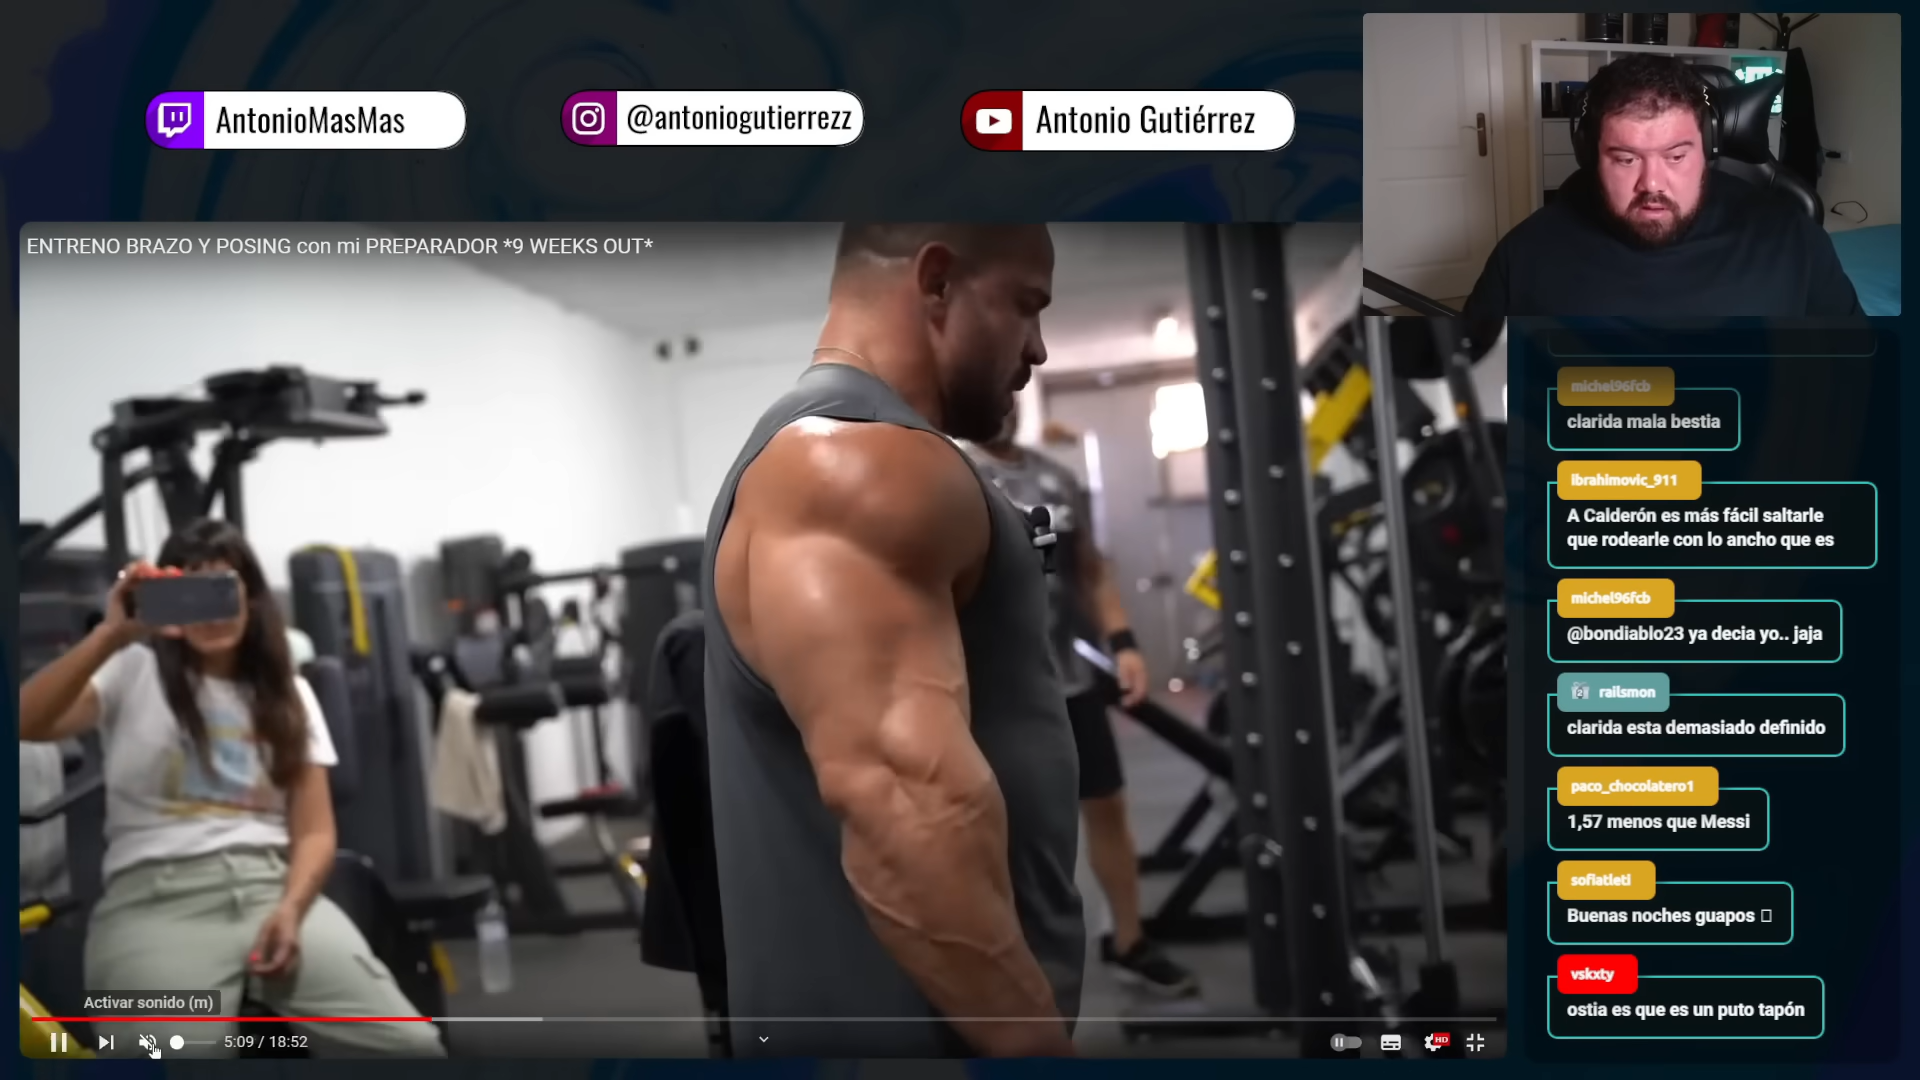 AntonioMasMas
@antoniogutierrezz
Antonio Gutiérrez
ENTRENO BRAZO Y POSING con mi PREPARADOR *9 WEEKS OUT*
michel96fcb
clarida mala bestia
ibrahimovic_911
A Calderón es más fácil saltarle
que rodearle con lo ancho que es
michel96fcb
@bondiablo23 ya decia yo.. jaja
railsmon
clarida esta demasiado definido
paco_chocolatero1
1,57 menos que Messi
sofiatleti
Buenas noches guapos
vskxty
ostia es que es un puto tapón
Activar sonido (m)
5:09 / 18:52
HD